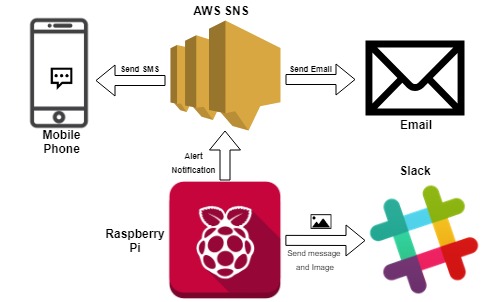 AWS SNS
Send SMS
Send Email
Mobile
Phone
Email
Alert
Notification
Slack
Raspberry
Pi
Send message
and Image